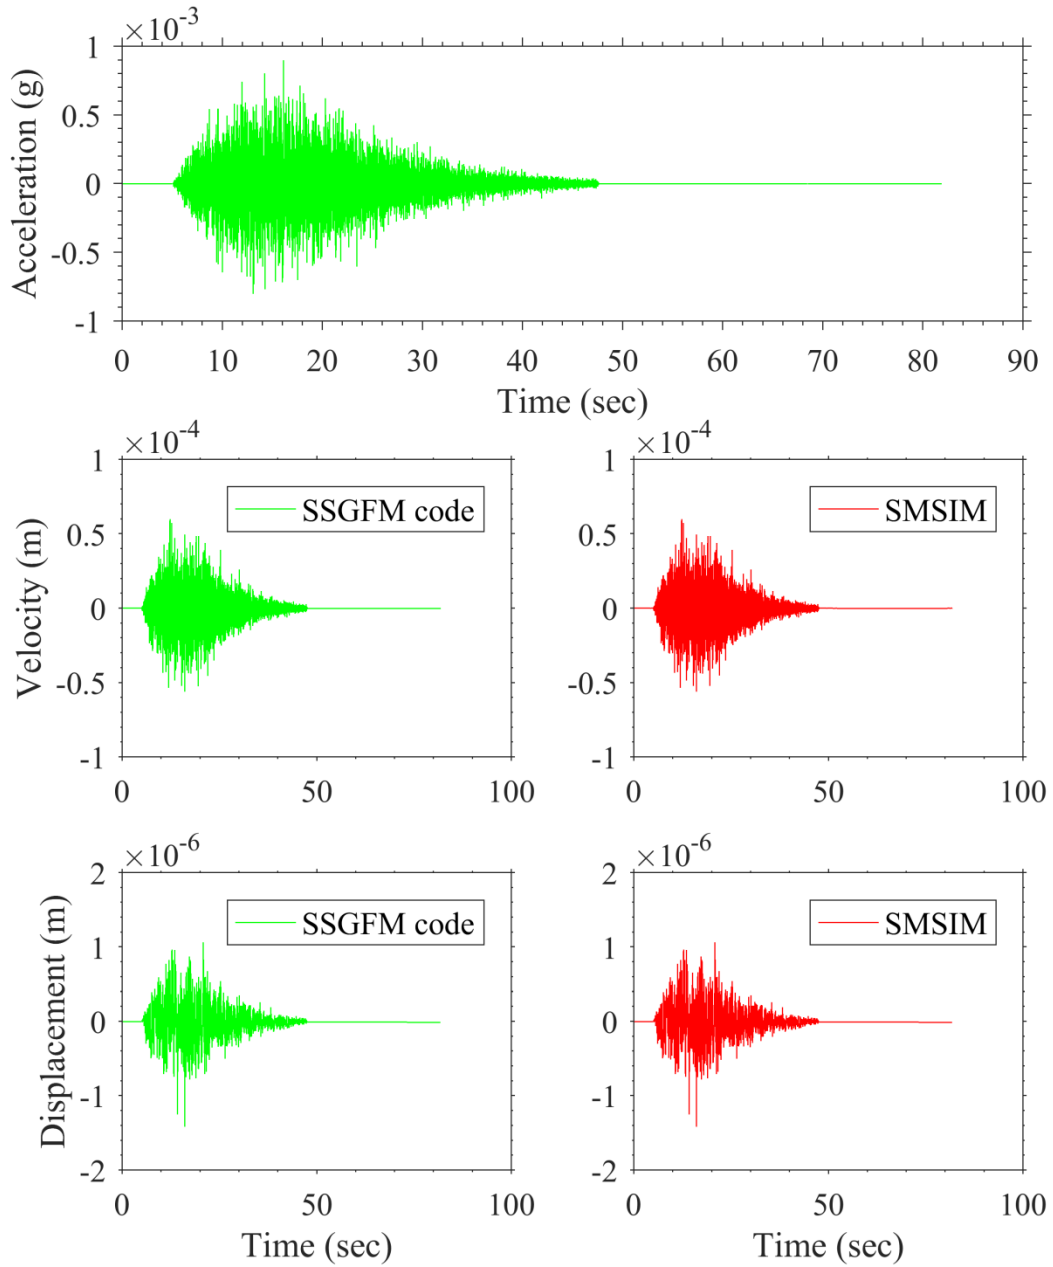 ×10-3
1
0.5
0
-0.5
-1
Acceleration (g)
0 10 20 30 40 50 60 70 80 90
Time (sec)
×10-4
1
0.5
0
-0.5
-1
Velocity (m)
SSGFM code
0 50 100
×10-4
1
0.5
0
-0.5
-1
SMSIM
0 50 100
×10-6
2
1
0
-1
-2
Displacement (m)
SSGFM code
0 50 100
Time (sec)
×10-6
2
1
0
-1
-2
SMSIM
0 50 100
Time (sec)